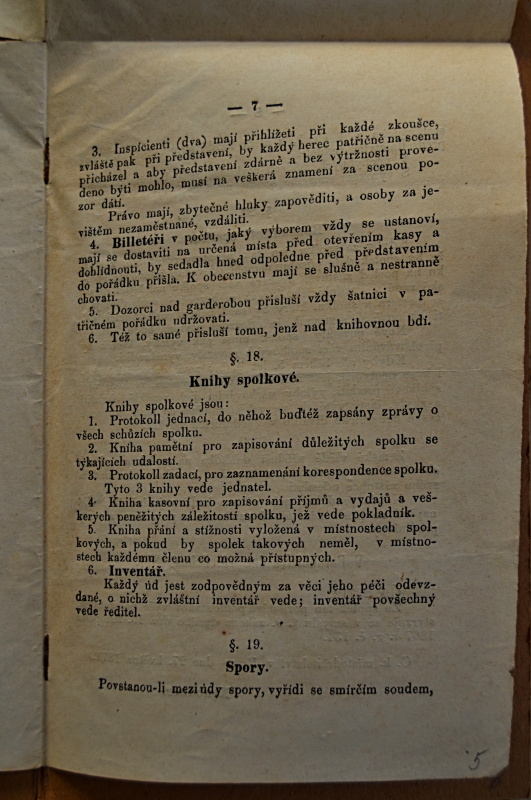 — 7 —
3. Inspicienti (dva) mají přihlížeti při každé zkoušce,
zvláště pak při představení, by každý herec patřičně na scenu
přicházel a aby představení zdárně a bez výtržnosti prove-
deno býti mohlo, musí na veškerá znamení za scenou po-
zor dáti.
Právo mají, zbytečné hluky zapověditi, a osoby za je-
vištěm nezaměstnané, vzdáliti.
4. Billetéři v počtu, jaký výborem vždy se ustanoví,
mají se dostaviti na určená místa před otevřením kasy a
dohlídnouti, by sedadla hned odpoledne před představením
do pořádku přišla. K obecenstvu mají se slušně a nestranně
chovati.
5. Dozorci nad garderobou přísluší vždy šatnici v pa-
třičném pořádku udržovati.
6. Též to samé přísluší tomu, jenž nad knihovnou bdí.
§. 18.
Knihy spolkové.
Knihy spolkové jsou:
1. Protokoll jednací, do něhož buďtéž zapsány zprávy o
všech schůzích spolku.
2. Kniha pamětní pro zapisování důležitých spolku se
týkajících udalostí.
3. Protokoll zadací, pro zaznamenání korespondence spolku.
Tyto 3 knihy vede jednatel.
4. Kniha kasovní pro zapisování příjmů a vydajů a veš-
kerých peněžitých záležitostí spolku, jež vede pokladník.
5. Kniha přání a stížností vyložená v místnostech spol-
kových, a pokud by spolek takových neměl, v místno-
stech každému členu co možná přístupných.
6. Inventář.
Každý úd jest zodpovědným za věci jeho péči odevz-
dané, o nichž zvláštní inventář vede; inventář povšechný
vede ředitel.
§. 19.
Spory.
Povstanou-li mezi údy spory, vyřídí se smírčím soudem,
5